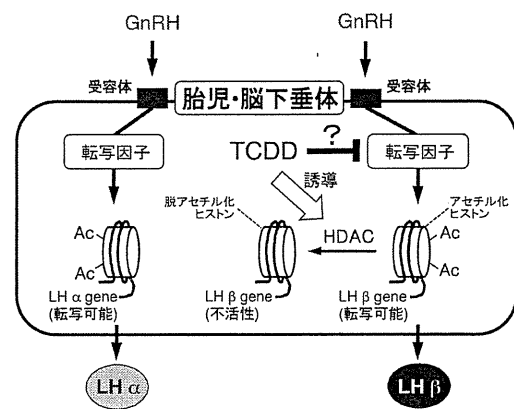 GnRH
GnRH
受容体
胎児・脳下垂体
受容体
転写因子
TCDD
?
転写因子
誘導
脱アセチル化
ヒストン
アセチル化
ヒストン
HDAC
Ac
Ac
Ac
Ac
LH α gene
(転写可能)
LH β gene
(不活性)
LH β gene
(転写可能)
LH α
LH β